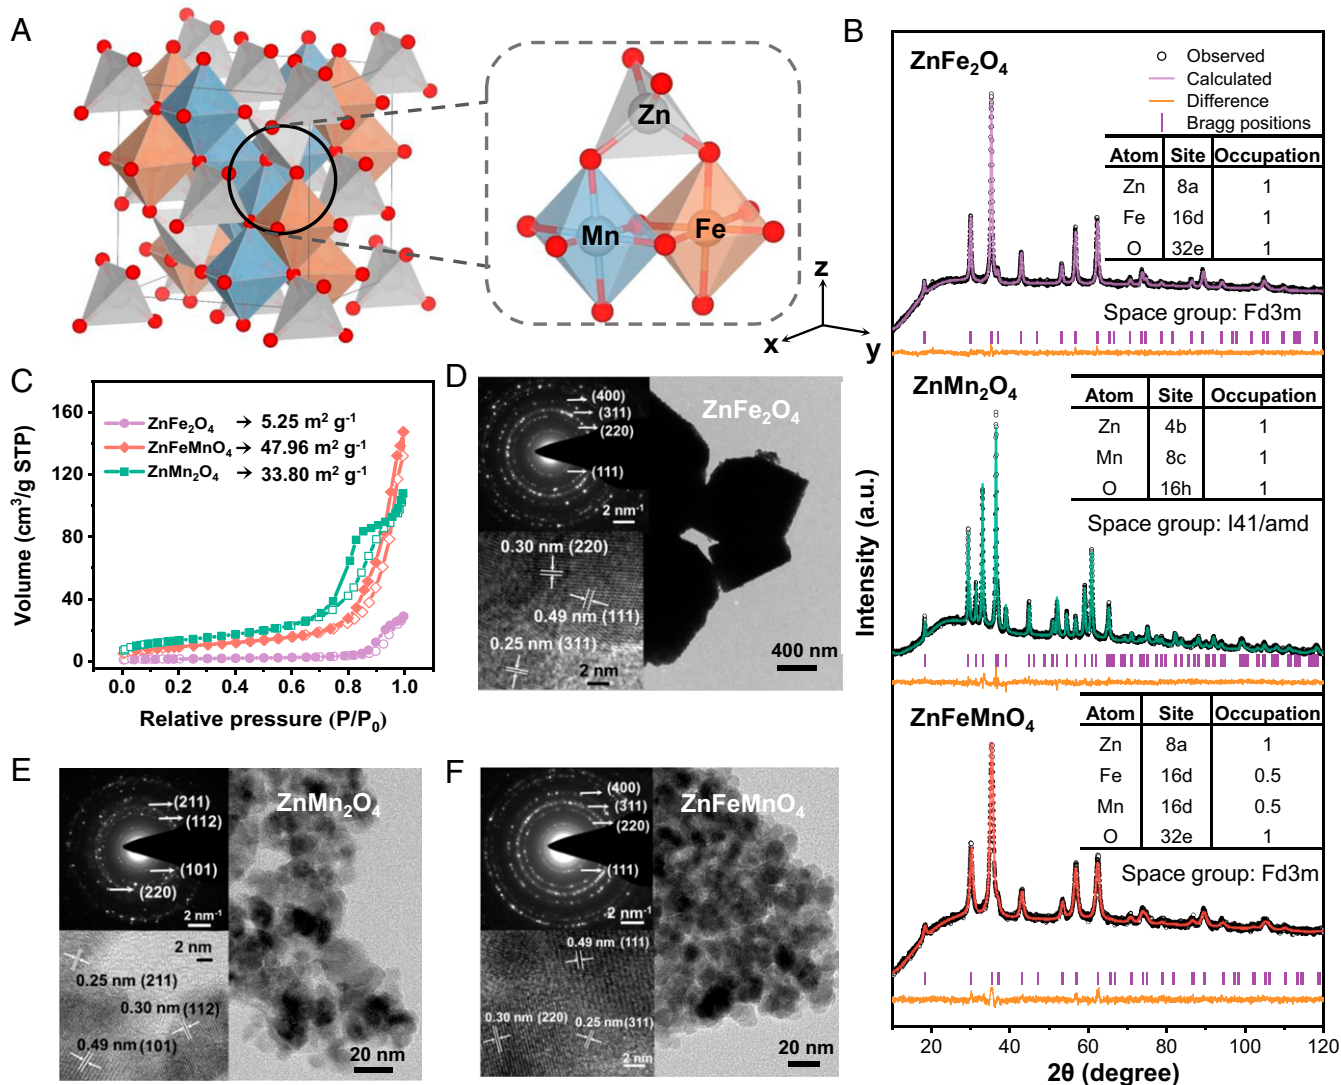 A
Zn
Mn
Fe
z
x
y
B
ZnFe₂O₄
Observed
Calculated
Difference
Bragg positions
Atom Site Occupation
Zn 8a 1
Fe 16d 1
O 32e 1
Space group: Fd3m
ZnMn₂O₄
Atom Site Occupation
Zn 4b 1
Mn 8c 1
O 16h 1
Space group: I41/amd
ZnFeMnO₄
Atom Site Occupation
Zn 8a 1
Fe 16d 0.5
Mn 16d 0.5
O 32e 1
Space group: Fd3m
Intensity (a.u.)
20 40 60 80 100 120
2θ (degree)
C
160
120
80
40
0
Volume (cm³/g STP)
ZnFe₂O₄ → 5.25 m² g⁻¹
ZnFeMnO₄ → 47.96 m² g⁻¹
ZnMn₂O₄ → 33.80 m² g⁻¹
0.0 0.2 0.4 0.6 0.8 1.0
Relative pressure (P/P₀)
D
(400)
(311)
(220)
(111)
2 nm⁻¹
0.30 nm (220)
0.49 nm (111)
0.25 nm (311)
2 nm
ZnFe₂O₄
400 nm
E
(211)
(112)
(101)
(220)
2 nm⁻¹
2 nm
0.25 nm (211)
0.30 nm (112)
0.49 nm (101)
ZnMn₂O₄
20 nm
F
(400)
(311)
(220)
(111)
2 nm⁻¹
0.49 nm (111)
0.30 nm (220)
0.25 nm (311)
2 nm
ZnFeMnO₄
20 nm